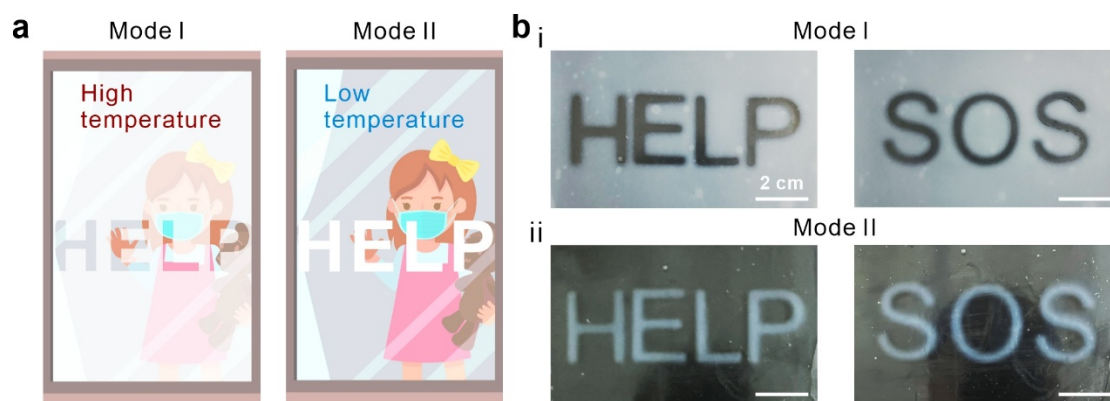 a
Mode I
Mode II
High
temperature
HELP
Low
temperature
HELP
b
i
Mode I
HELP
2 cm
SOS
ii
Mode II
HELP
SOS